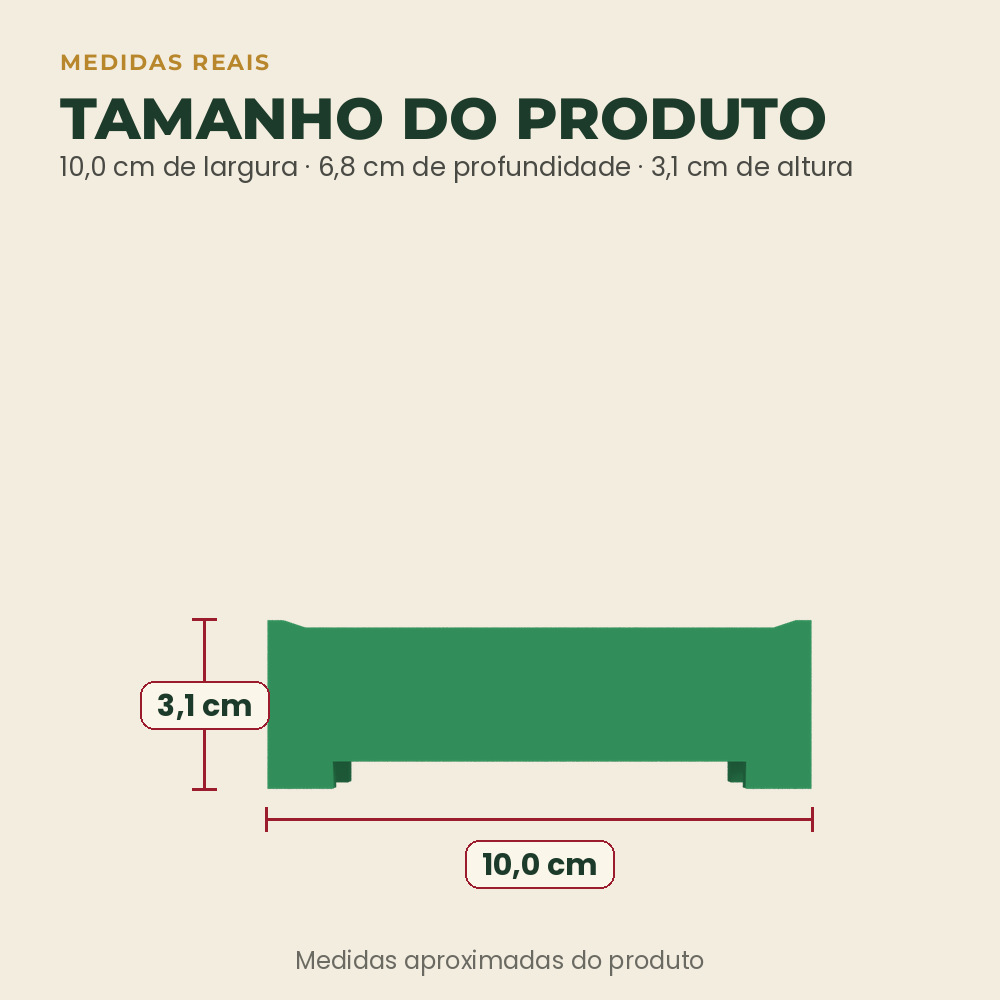 MEDIDAS REAIS
TAMANHO DO PRODUTO
10,0 cm de largura · 6,8 cm de profundidade · 3,1 cm de altura
3,1 cm
10,0 cm
Medidas aproximadas do produto